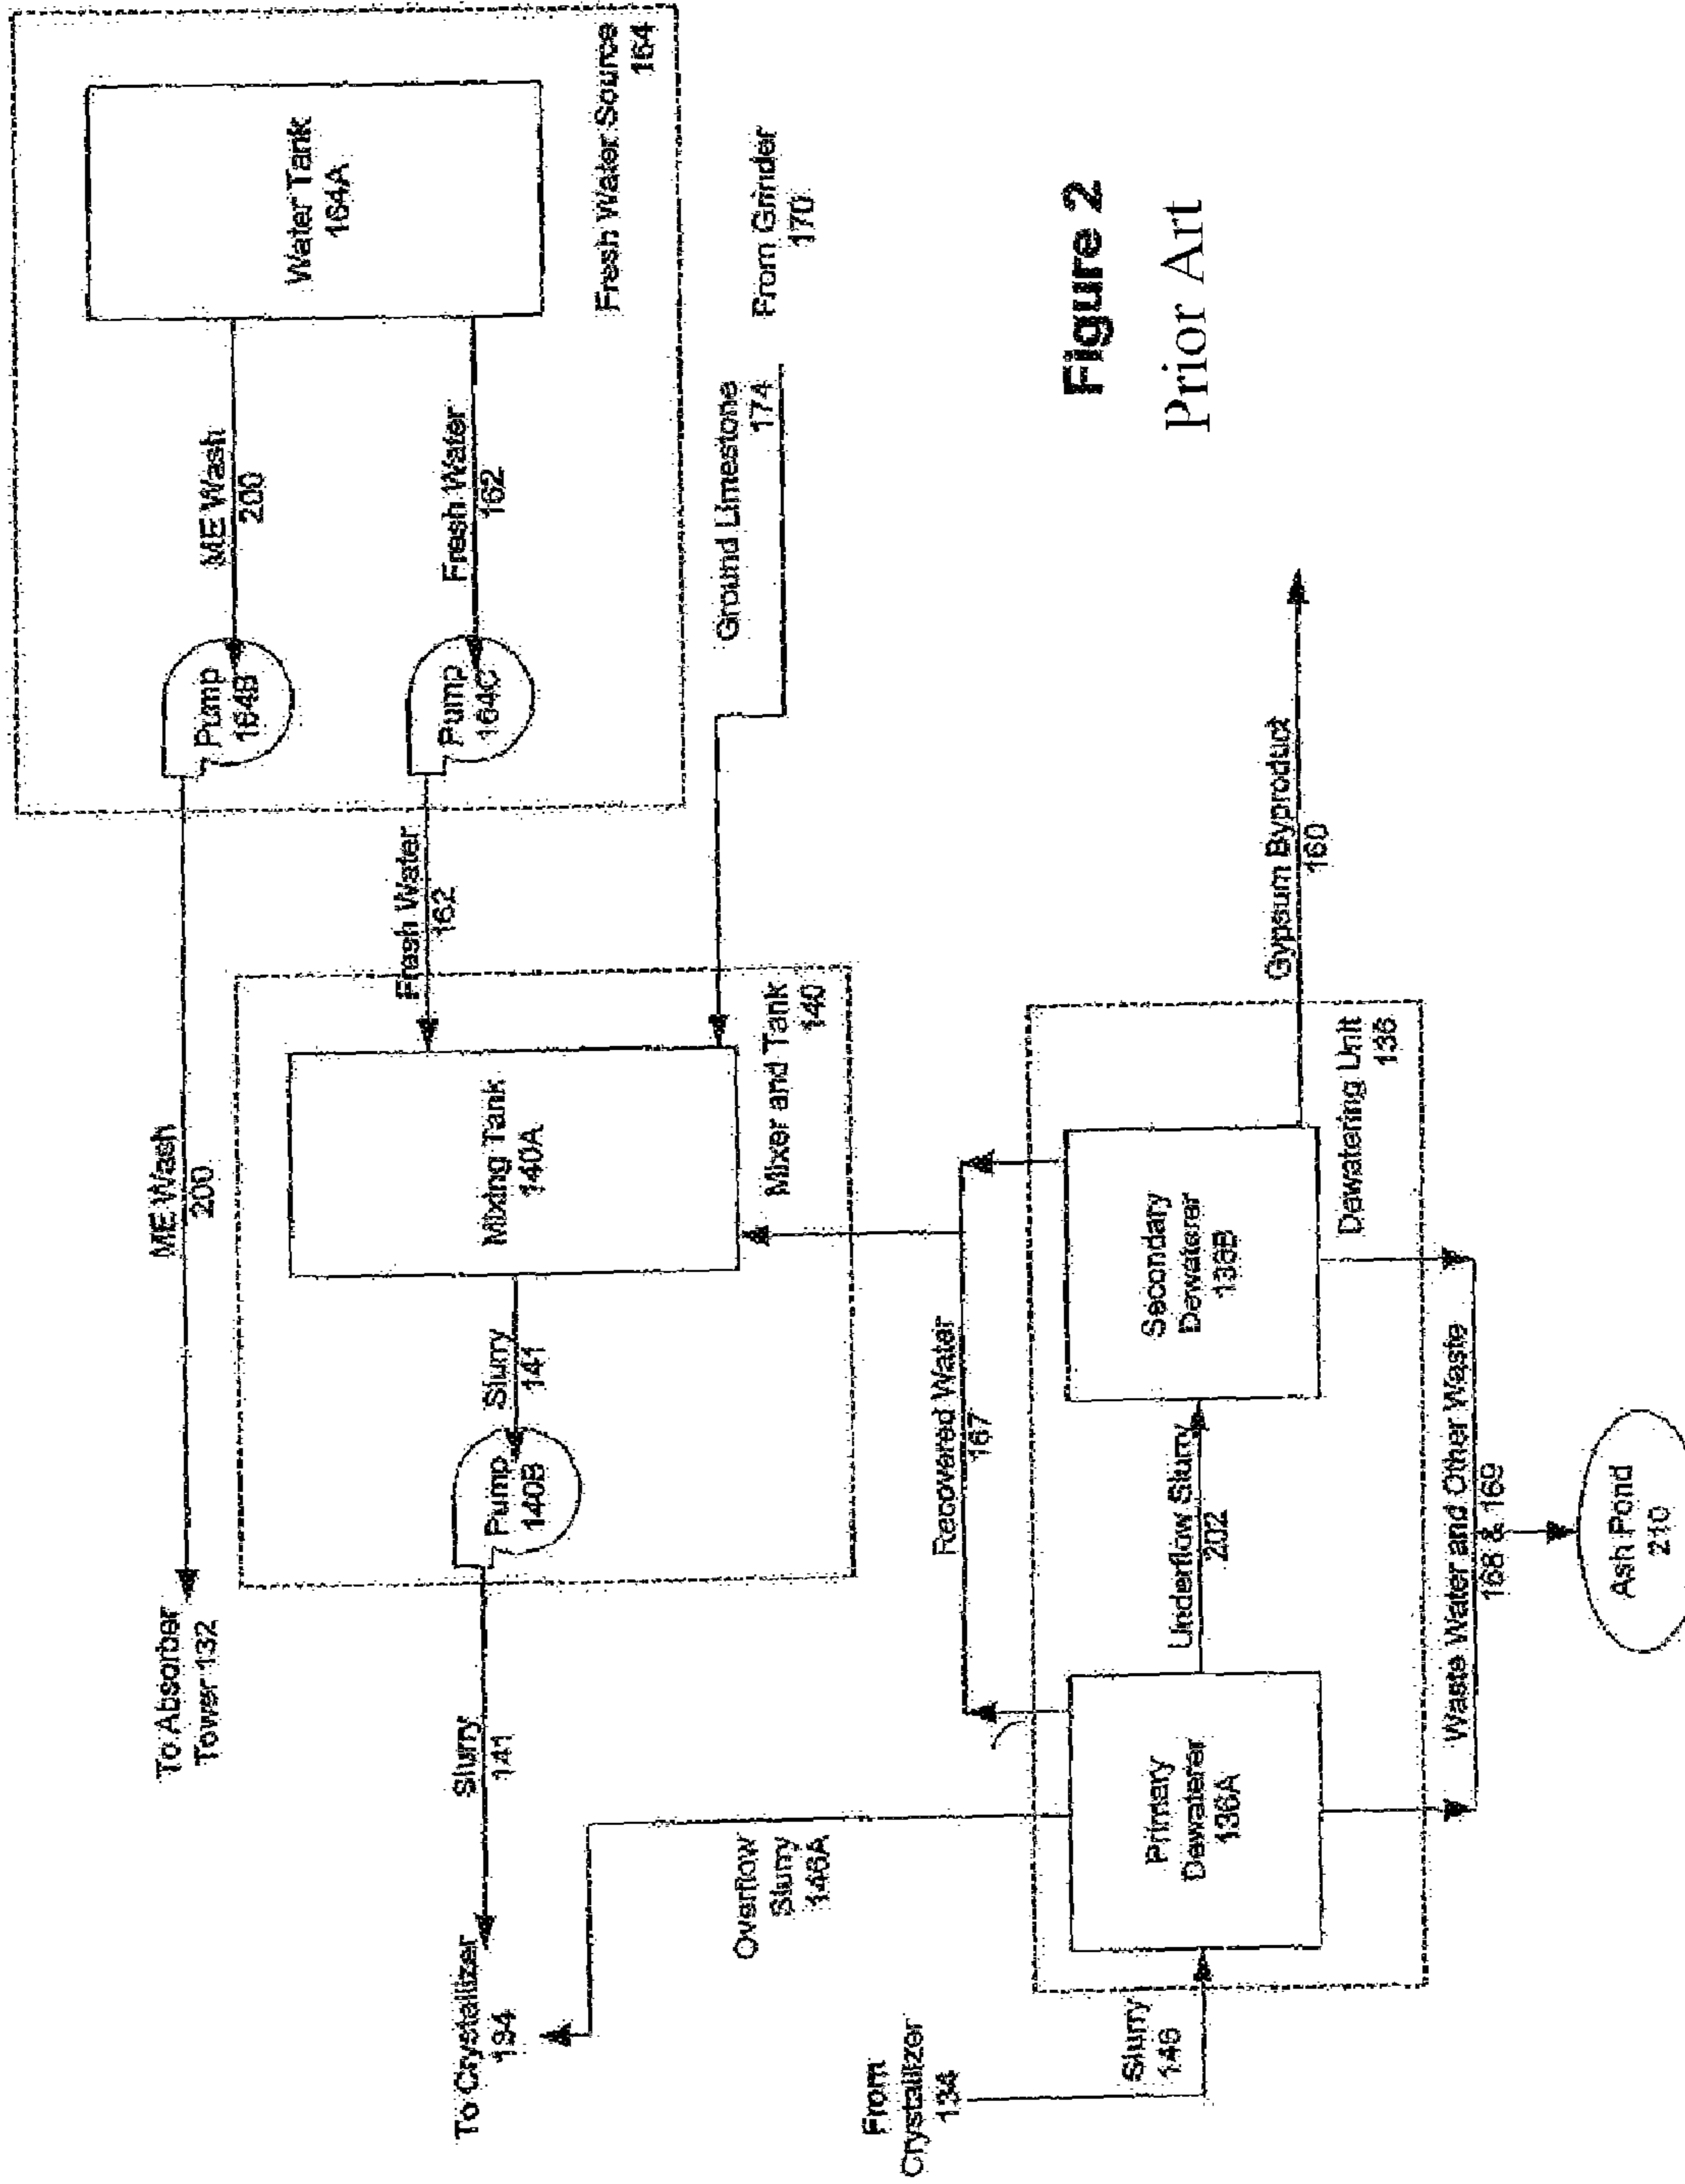 To Absorber
Tower 132
ME Wash
200
ME Wash
200
Pump
164B
Water Tank
164A
Fresh Water
162
Pump
164C
Fresh Water
162
Fresh Water Source
164
To Crystallizer
134
Slurry
141
Pump
140B
Slurry
141
Mixing Tank
140A
Mixer and Tank
140
Ground Limestone
174
From Grinder
170
Overflow
Slurry
146A
Recovered Water
167
From
Crystallizer
134
Slurry
146
Primary
Dewaterer
136A
Underflow Slurry
202
Secondary
Dewaterer
136B
Dewatering Unit
136
Gypsum Byproduct
160
Waste Water and Other Waste
168 & 169
Ash Pond
210
Figure 2
Prior Art